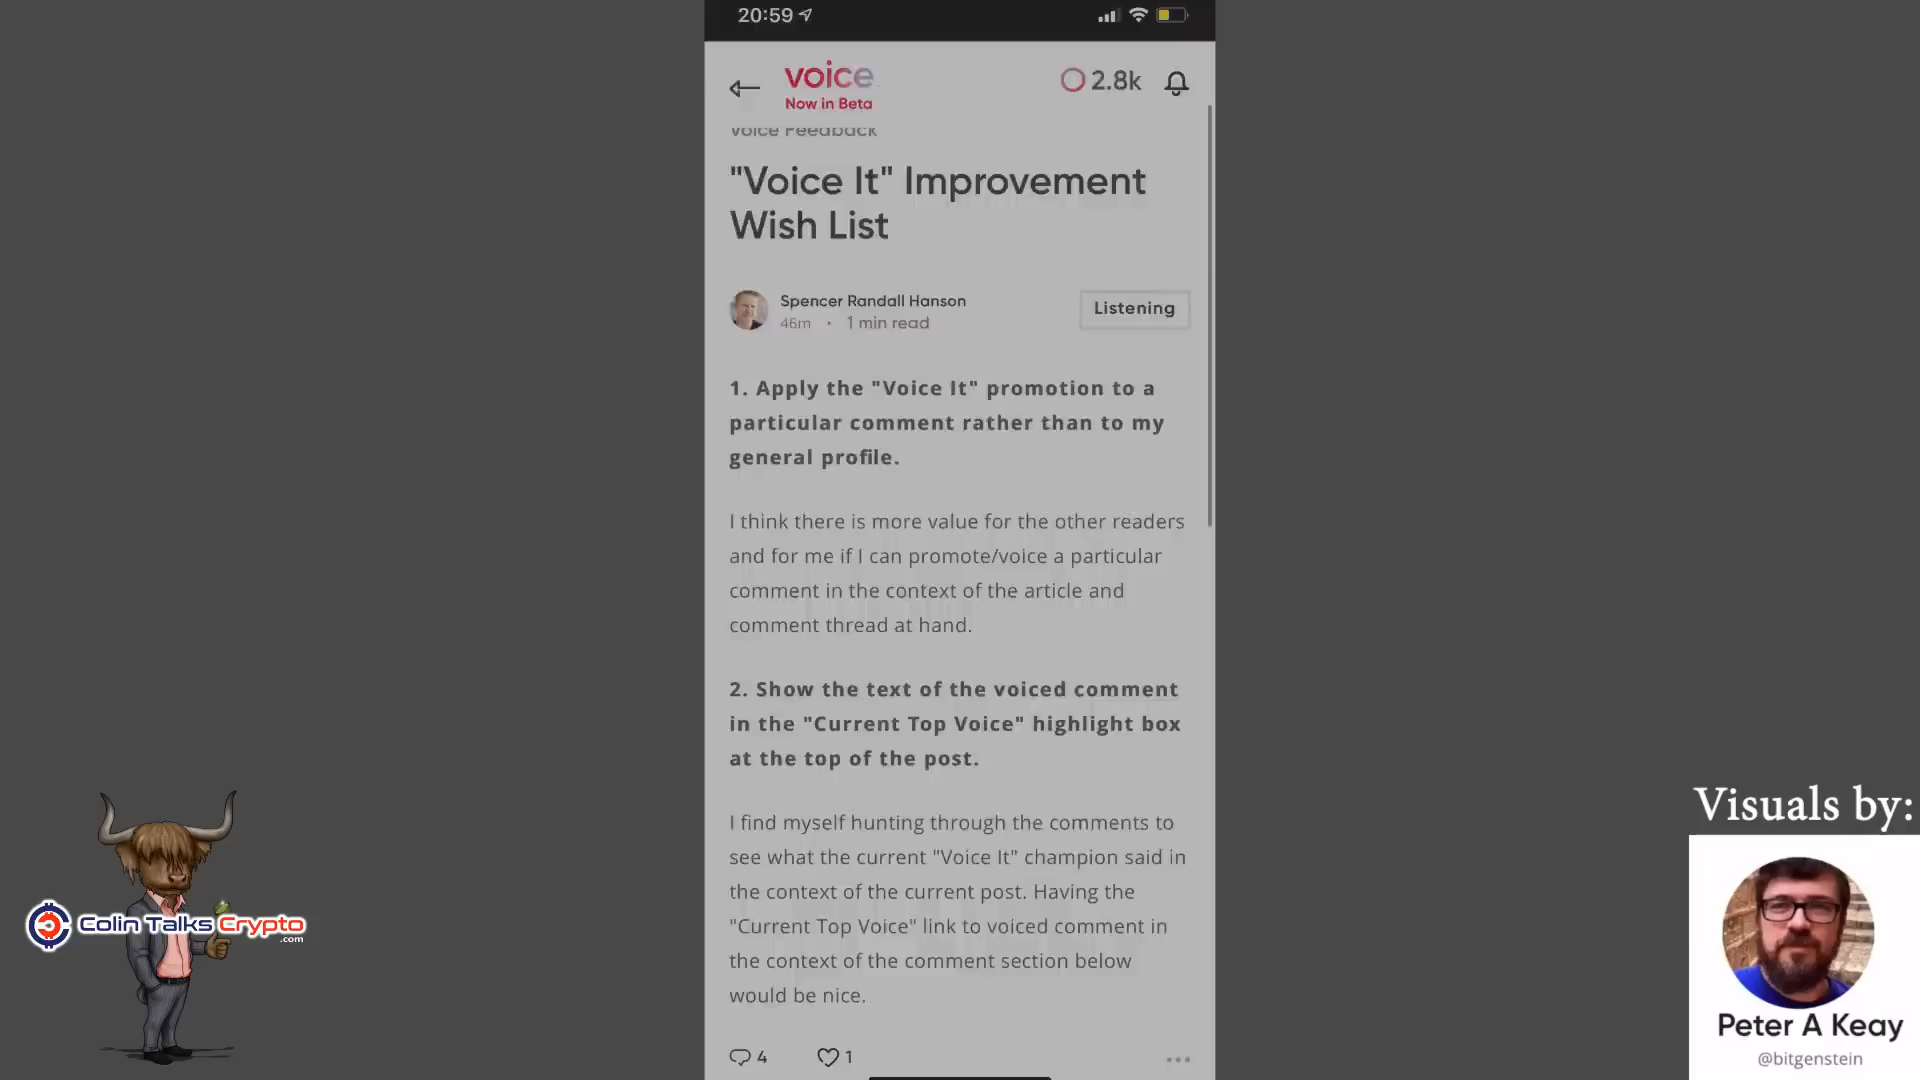 20:59
voice
Now in Beta
2.8k
Voice Feedback
"Voice It" Improvement
Wish List
Spencer Randall Hanson
46m • 1 min read
Listening
1. Apply the "Voice It" promotion to a
particular comment rather than to my
general profile.
I think there is more value for the other readers
and for me if I can promote/voice a particular
comment in the context of the article and
comment thread at hand.
2. Show the text of the voiced comment
in the "Current Top Voice" highlight box
at the top of the post.
I find myself hunting through the comments to
see what the current "Voice It" champion said in
the context of the current post. Having the
"Current Top Voice" link to voiced comment in
the context of the comment section below
would be nice.
4 1
Colin Talks Crypto
.com
Visuals by:
Peter A Keay
@bitgenstein